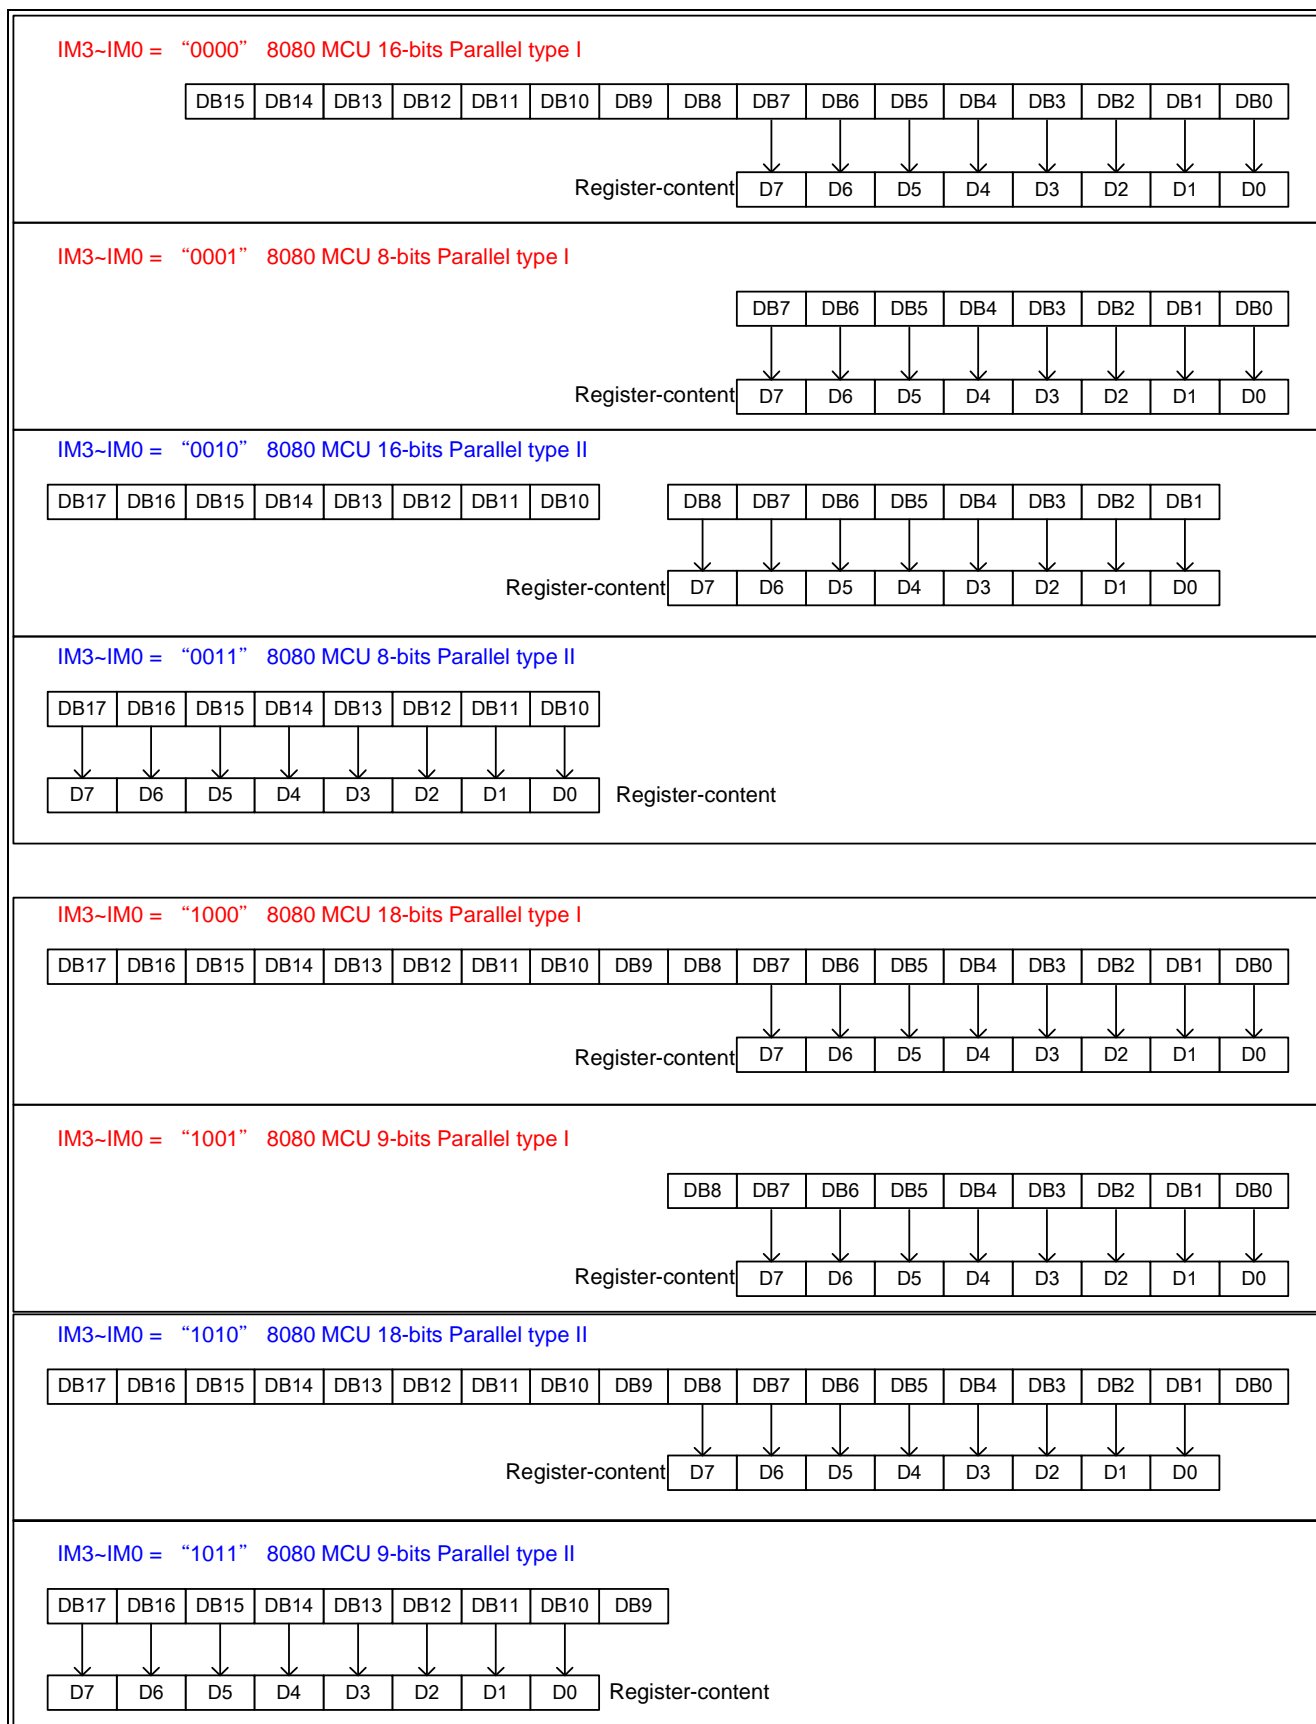 IM3~IM0 = “0000” 8080 MCU 16-bits Parallel type I
DB15 DB14 DB13 DB12 DB11 DB10 DB9 DB8 DB7 DB6 DB5 DB4 DB3 DB2 DB1 DB0
Register-content D7 D6 D5 D4 D3 D2 D1 D0
IM3~IM0 = “0001” 8080 MCU 8-bits Parallel type I
DB7 DB6 DB5 DB4 DB3 DB2 DB1 DB0
Register-content D7 D6 D5 D4 D3 D2 D1 D0
IM3~IM0 = “0010” 8080 MCU 16-bits Parallel type II
DB17 DB16 DB15 DB14 DB13 DB12 DB11 DB10 DB8 DB7 DB6 DB5 DB4 DB3 DB2 DB1
Register-content D7 D6 D5 D4 D3 D2 D1 D0
IM3~IM0 = “0011” 8080 MCU 8-bits Parallel type II
DB17 DB16 DB15 DB14 DB13 DB12 DB11 DB10
D7 D6 D5 D4 D3 D2 D1 D0 Register-content
IM3~IM0 = “1000” 8080 MCU 18-bits Parallel type I
DB17 DB16 DB15 DB14 DB13 DB12 DB11 DB10 DB9 DB8 DB7 DB6 DB5 DB4 DB3 DB2 DB1 DB0
Register-content D7 D6 D5 D4 D3 D2 D1 D0
IM3~IM0 = “1001” 8080 MCU 9-bits Parallel type I
DB8 DB7 DB6 DB5 DB4 DB3 DB2 DB1 DB0
Register-content D7 D6 D5 D4 D3 D2 D1 D0
IM3~IM0 = “1010” 8080 MCU 18-bits Parallel type II
DB17 DB16 DB15 DB14 DB13 DB12 DB11 DB10 DB9 DB8 DB7 DB6 DB5 DB4 DB3 DB2 DB1 DB0
Register-content D7 D6 D5 D4 D3 D2 D1 D0
IM3~IM0 = “1011” 8080 MCU 9-bits Parallel type II
DB17 DB16 DB15 DB14 DB13 DB12 DB11 DB10 DB9
D7 D6 D5 D4 D3 D2 D1 D0 Register-content